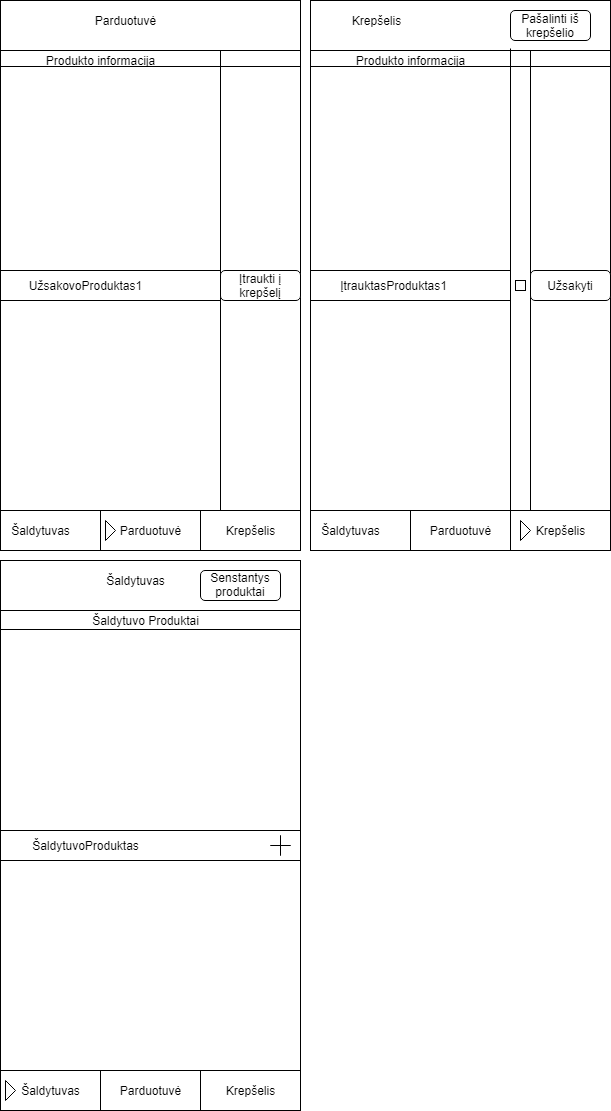 Parduotuvė
Produkto informacija
UžsakovoProduktas1
Įtraukti į
krepšelį
Šaldytuvas
Parduotuvė
Krepšelis
Krepšelis
Pašalinti iš
krepšelio
Produkto informacija
ĮtrauktasProduktas1
Užsakyti
Šaldytuvas
Parduotuvė
Krepšelis
Šaldytuvas
Senstantys
produktai
Šaldytuvo Produktai
ŠaldytuvoProduktas
Šaldytuvas
Parduotuvė
Krepšelis